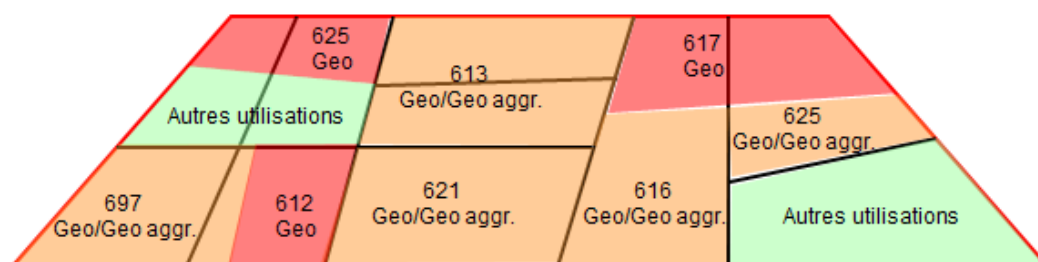 625
Geo
617
Geo
613
Geo/Geo aggr.
Autres utilisations
625
Geo/Geo aggr.
697
Geo/Geo aggr.
612
Geo
621
Geo/Geo aggr.
616
Geo/Geo aggr.
Autres utilisations